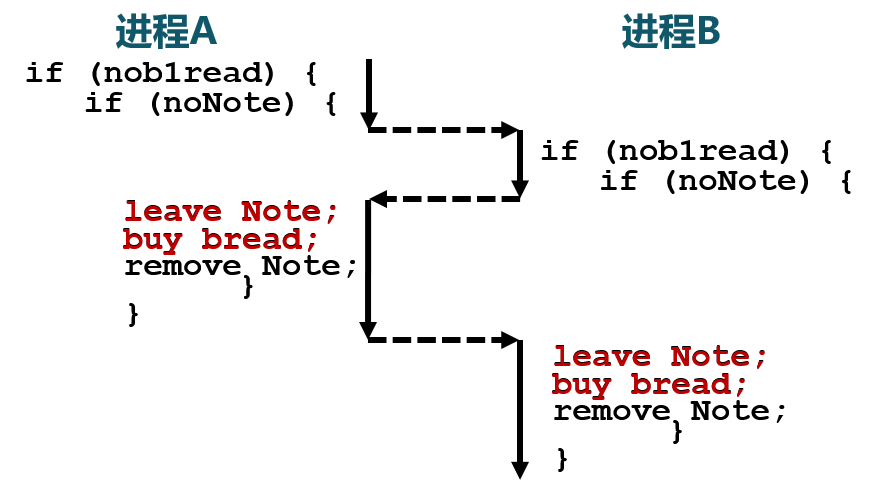 进程A
进程B
if (nob1read) {
if (noNote) {
if (nob1read) {
if (noNote) {
leave Note;
buy bread;
remove Note;
}
}
leave Note;
buy bread;
remove Note;
}
}